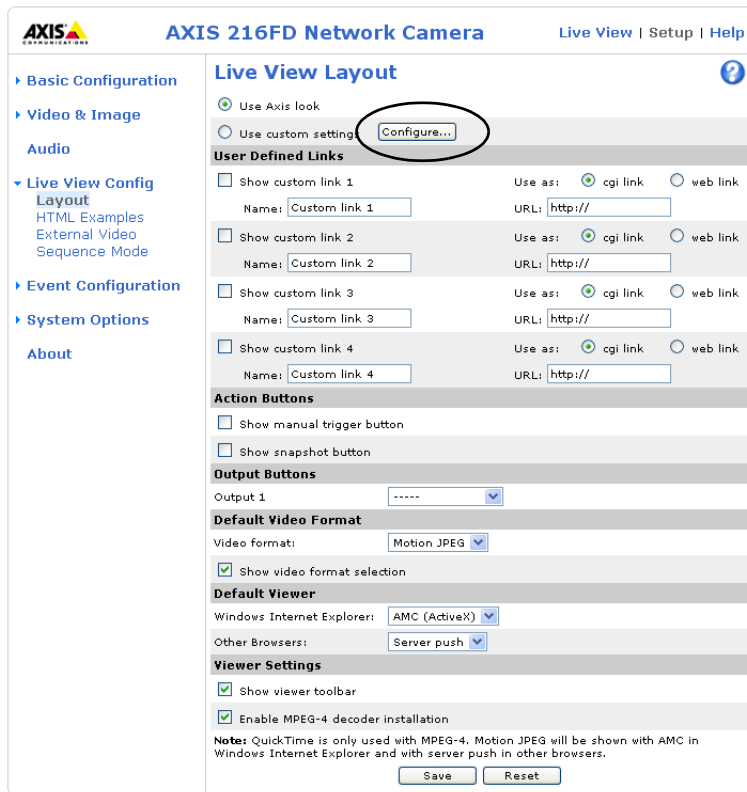 AXIS COMMUNICATIONS
AXIS 216FD Network Camera
Live View | Setup | Help
Basic Configuration
Video & Image
Audio
Live View Config
Layout
HTML Examples
External Video
Sequence Mode
Event Configuration
System Options
About
Live View Layout
?
Use Axis look
Use custom settings Configure...
User Defined Links
Show custom link 1 Use as: cgi link web link
Name: Custom link 1 URL: http://
Show custom link 2 Use as: cgi link web link
Name: Custom link 2 URL: http://
Show custom link 3 Use as: cgi link web link
Name: Custom link 3 URL: http://
Show custom link 4 Use as: cgi link web link
Name: Custom link 4 URL: http://
Action Buttons
Show manual trigger button
Show snapshot button
Output Buttons
Output 1 -----
Default Video Format
Video format: Motion JPEG
Show video format selection
Default Viewer
Windows Internet Explorer: AMC (ActiveX)
Other Browsers: Server push
Viewer Settings
Show viewer toolbar
Enable MPEG-4 decoder installation
Note: QuickTime is only used with MPEG-4. Motion JPEG will be shown with AMC in
Windows Internet Explorer and with server push in other browsers.
Save Reset